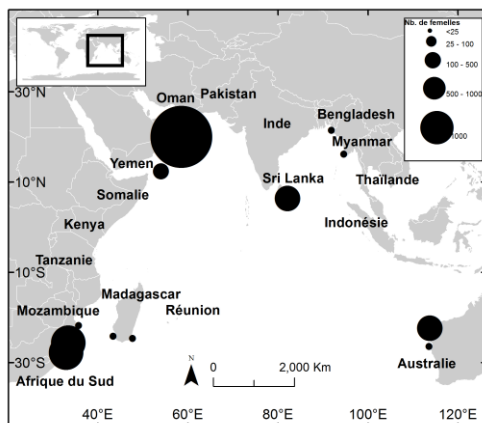 Nb. de femelles
<25
25 - 100
100 - 500
500 - 1000
1000
30°N
10°N
10°S
30°S
Oman
Pakistan
Bengladesh
Inde
Myanmar
Yemen
Sri Lanka
Thaïlande
Somalie
Indonésie
Kenya
Tanzanie
Madagascar
Mozambique
Réunion
N
0
2,000 Km
Australie
Afrique du Sud
40°E
60°E
80°E
100°E
120°E